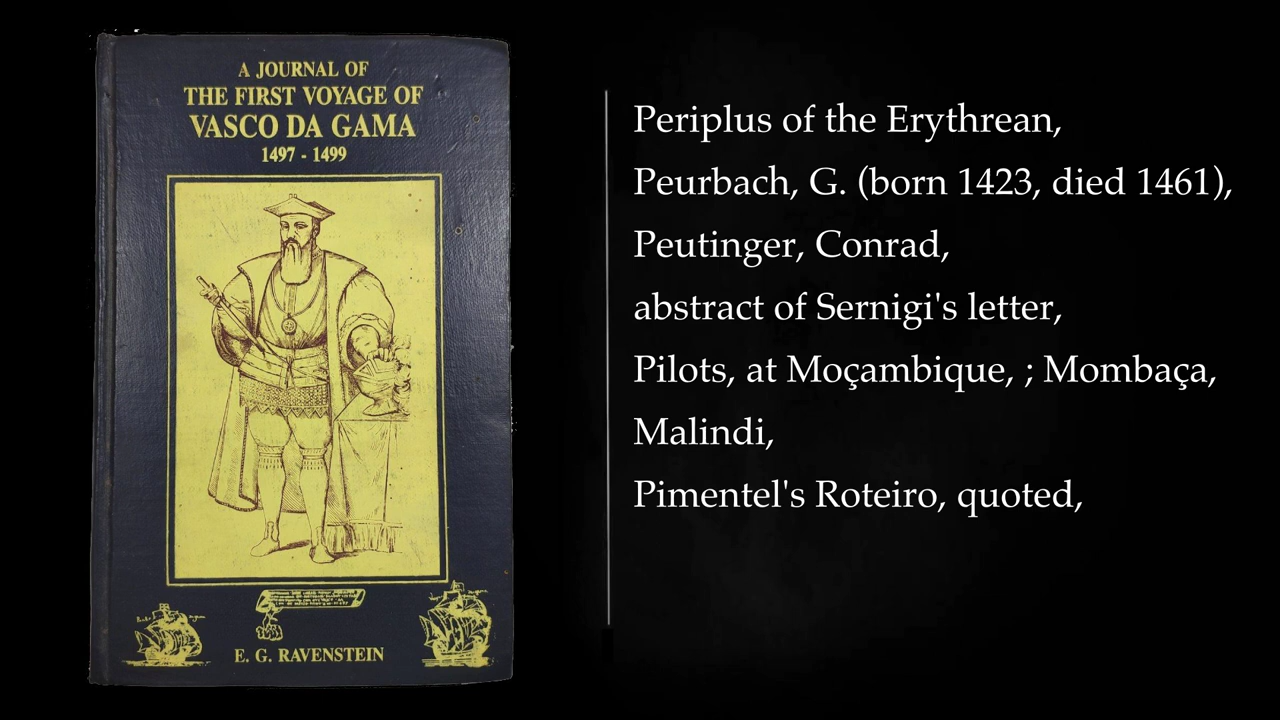 A JOURNAL OF
THE FIRST VOYAGE OF
VASCO DA GAMA
1497 - 1499
E. G. RAVENSTEIN
Periplus of the Erythrean,
Peurbach, G. (born 1423, died 1461),
Peutinger, Conrad,
abstract of Sernigi's letter,
Pilots, at Moçambique, ; Mombaça,
Malindi,
Pimentel's Roteiro, quoted,